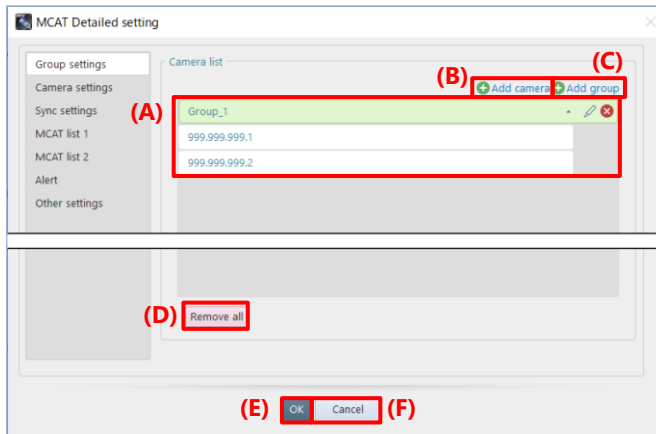 MCAT Detailed setting
Group settings
Camera settings
Sync settings
MCAT list 1
MCAT list 2
Alert
Other settings
Camera list
(B)
(C)
Add camera
Add group
(A)
Group_1
999.999.999.1
999.999.999.2
(D)
Remove all
(E)
OK
Cancel
(F)